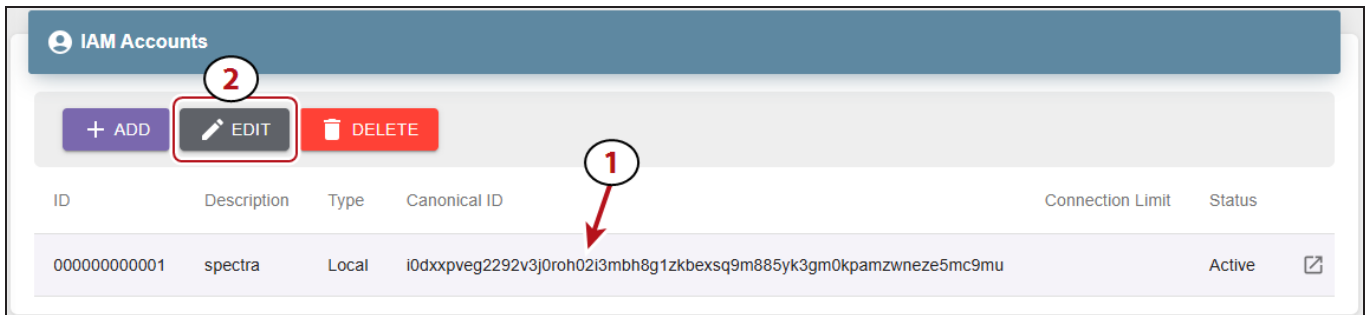 IAM Accounts
2
ADD EDIT DELETE
1
ID Description Type Canonical ID Connection Limit Status
000000000001 spectra Local i0dxxpveg2292v3j0roh02i3mbh8g1zkbexsq9m885yk3gm0kpamzwneze5mc9mu Active